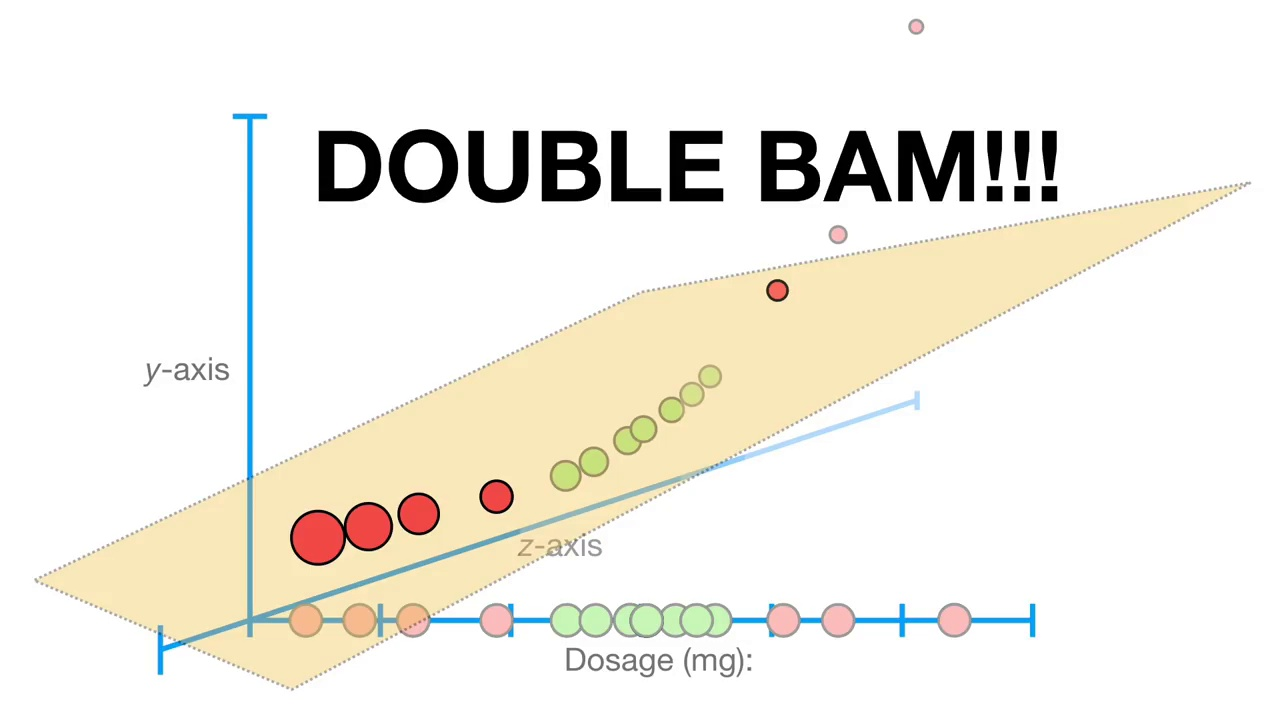 DOUBLE BAM!!!
y-axis
z-axis
Dosage (mg):